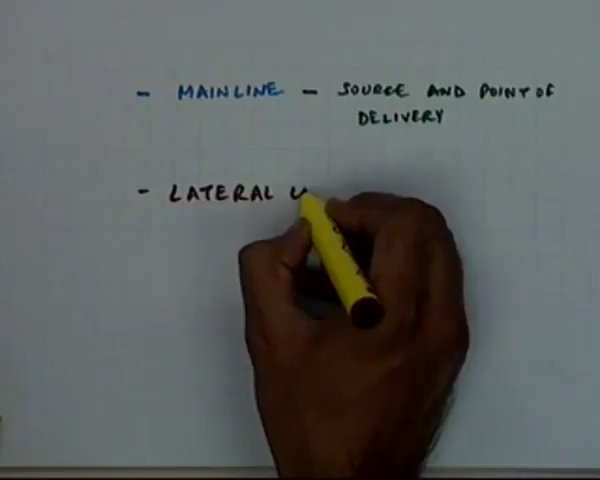 - MAINLINE - SOURCE AND POINT OF
DELIVERY
- LATERAL